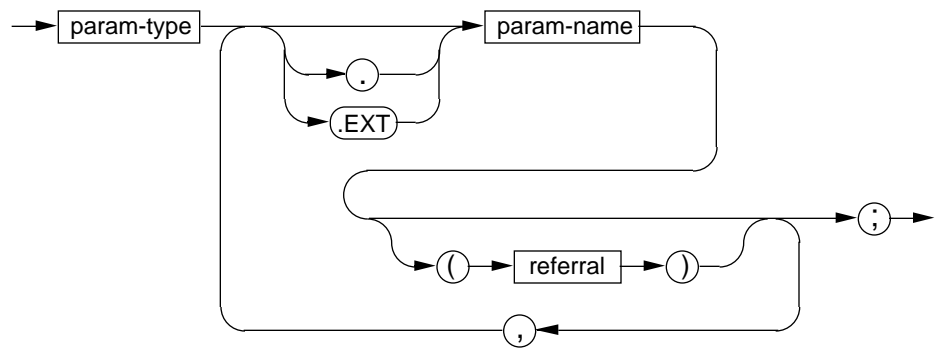 param-type
param-name
.
.EXT
;
( referral )
,